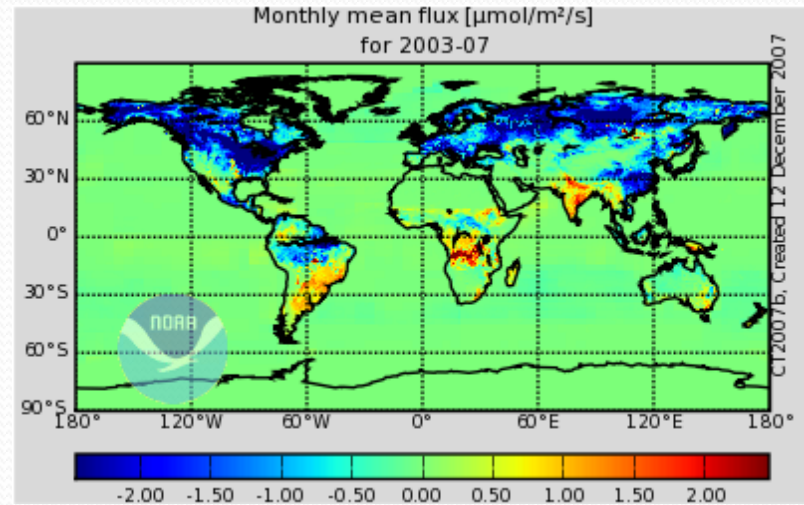 Monthly mean flux [µmol/m²/s]
for 2003-07
60°N
30°N
0°
30°S
60°S
90°S
180° 120°W 60°W 0° 60°E 120°E 180°
NOAA
CT2007b, Created 12 December 2007
-2.00 -1.50 -1.00 -0.50 0.00 0.50 1.00 1.50 2.00